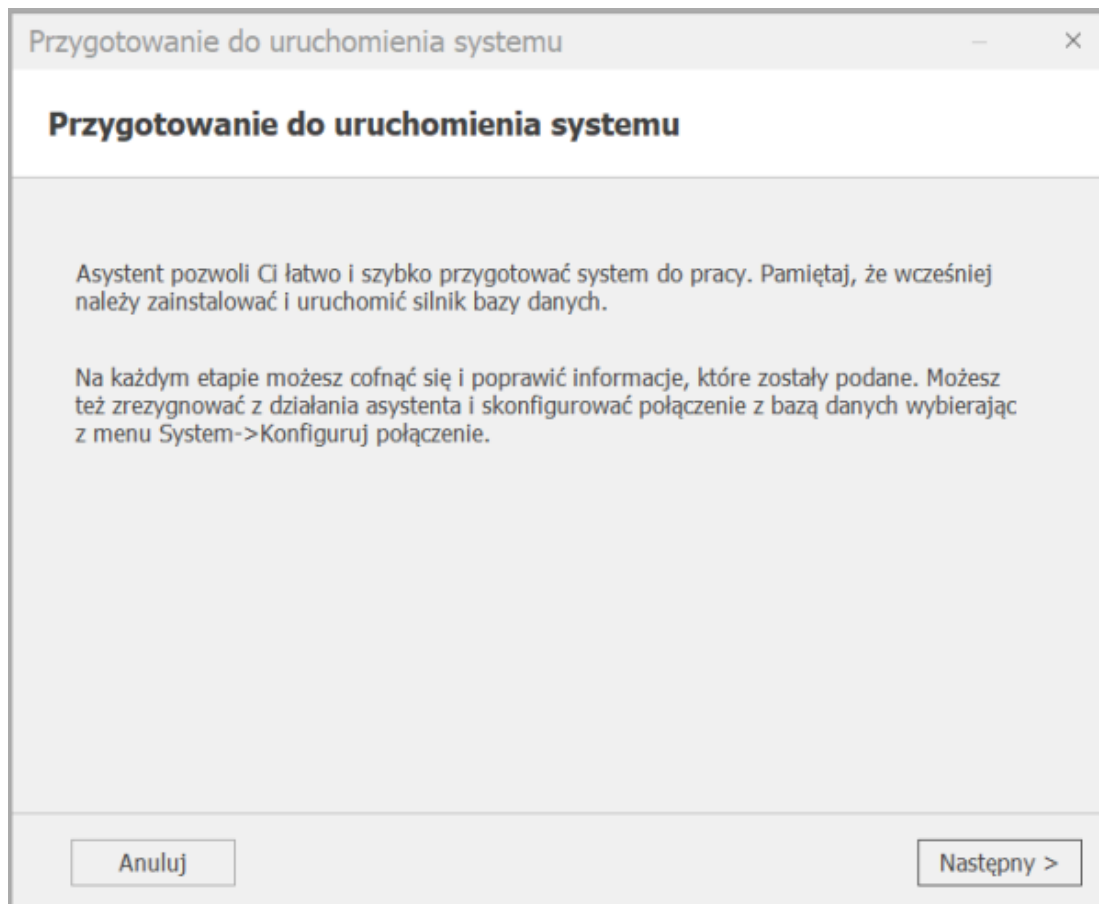 Przygotowanie do uruchomienia systemu
Przygotowanie do uruchomienia systemu
Asystent pozwoli Ci łatwo i szybko przygotować system do pracy. Pamiętaj, że wcześniej
należy zainstalować i uruchomić silnik bazy danych.
Na każdym etapie możesz cofnąć się i poprawić informacje, które zostały podane. Możesz
też zrezygnować z działania asystenta i skonfigurować połączenie z bazą danych wybierając
z menu System->Konfiguruj połączenie.
Anuluj
Następny >